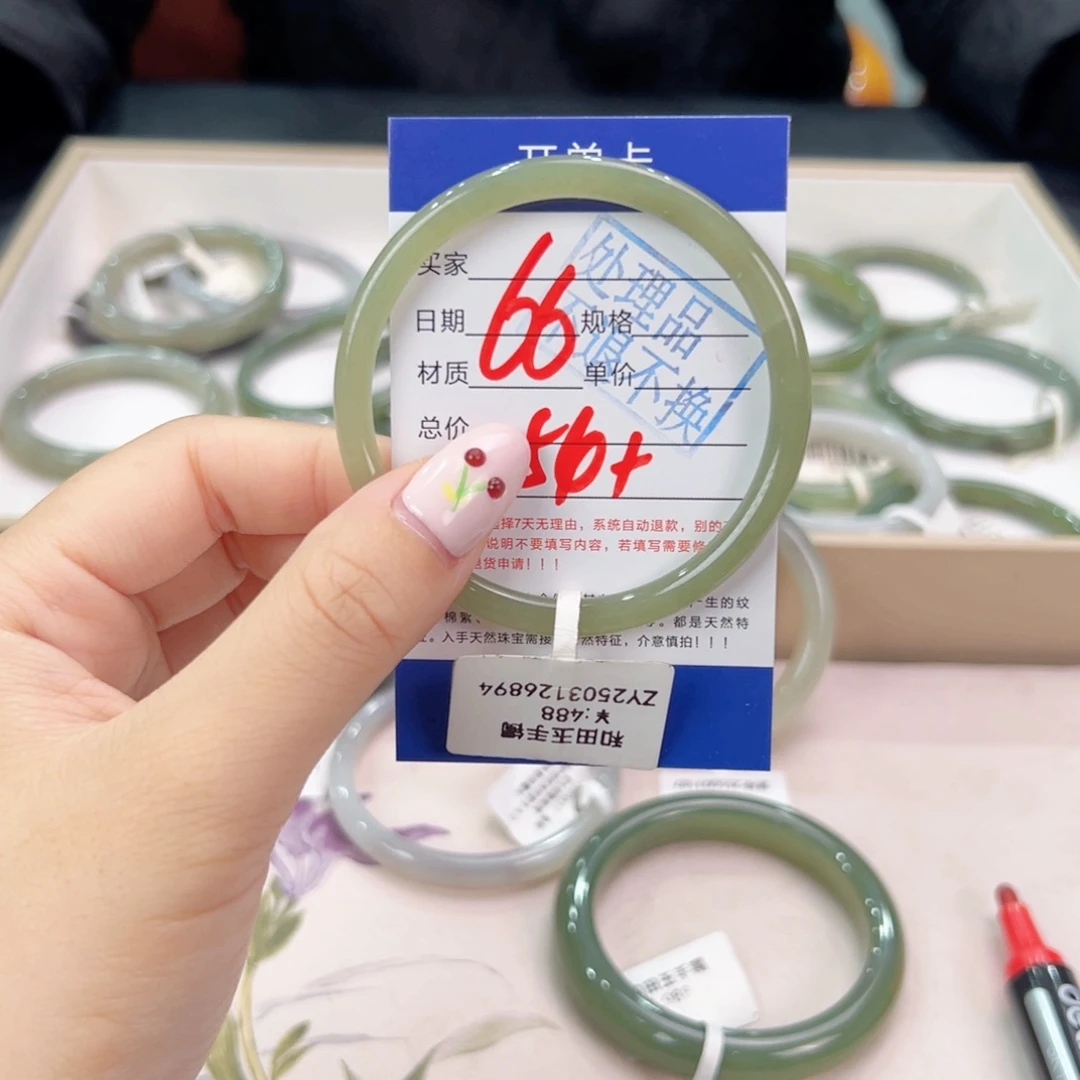 开单卡
买家
66
处理品
不退不换
日期 规格
材质 单价
总价
56+
择7天无理由，系统自动退款，别的
说明不要填写内容，若填写需要修
退货申请！！！
生的纹
棉絮
都是天然特
入手天然珠宝需接 然特征，介意慎拍！！！
和田玉手镯
￥:488
ZY2503126894